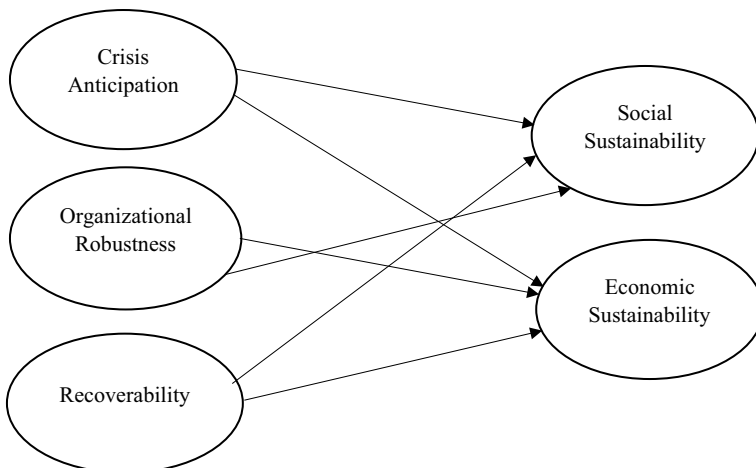 Crisis
Anticipation
Social
Sustainability
Organizational
Robustness
Economic
Sustainability
Recoverability